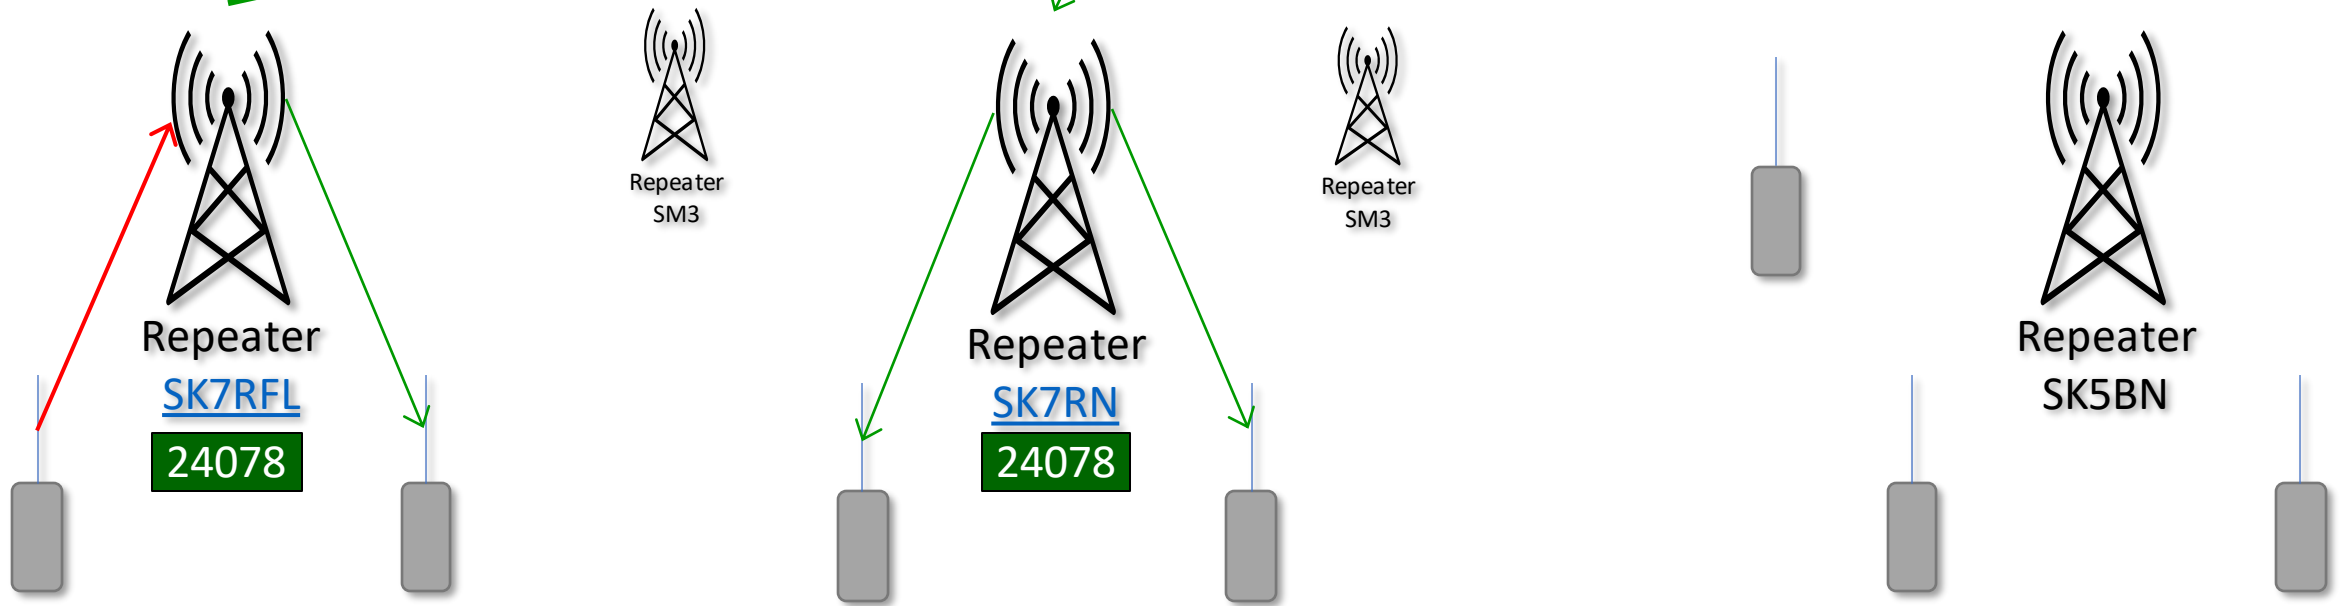 Repeater
SK7RFL
24078
Repeater
SM3
Repeater
SK7RN
24078
Repeater
SM3
Repeater
SK5BN